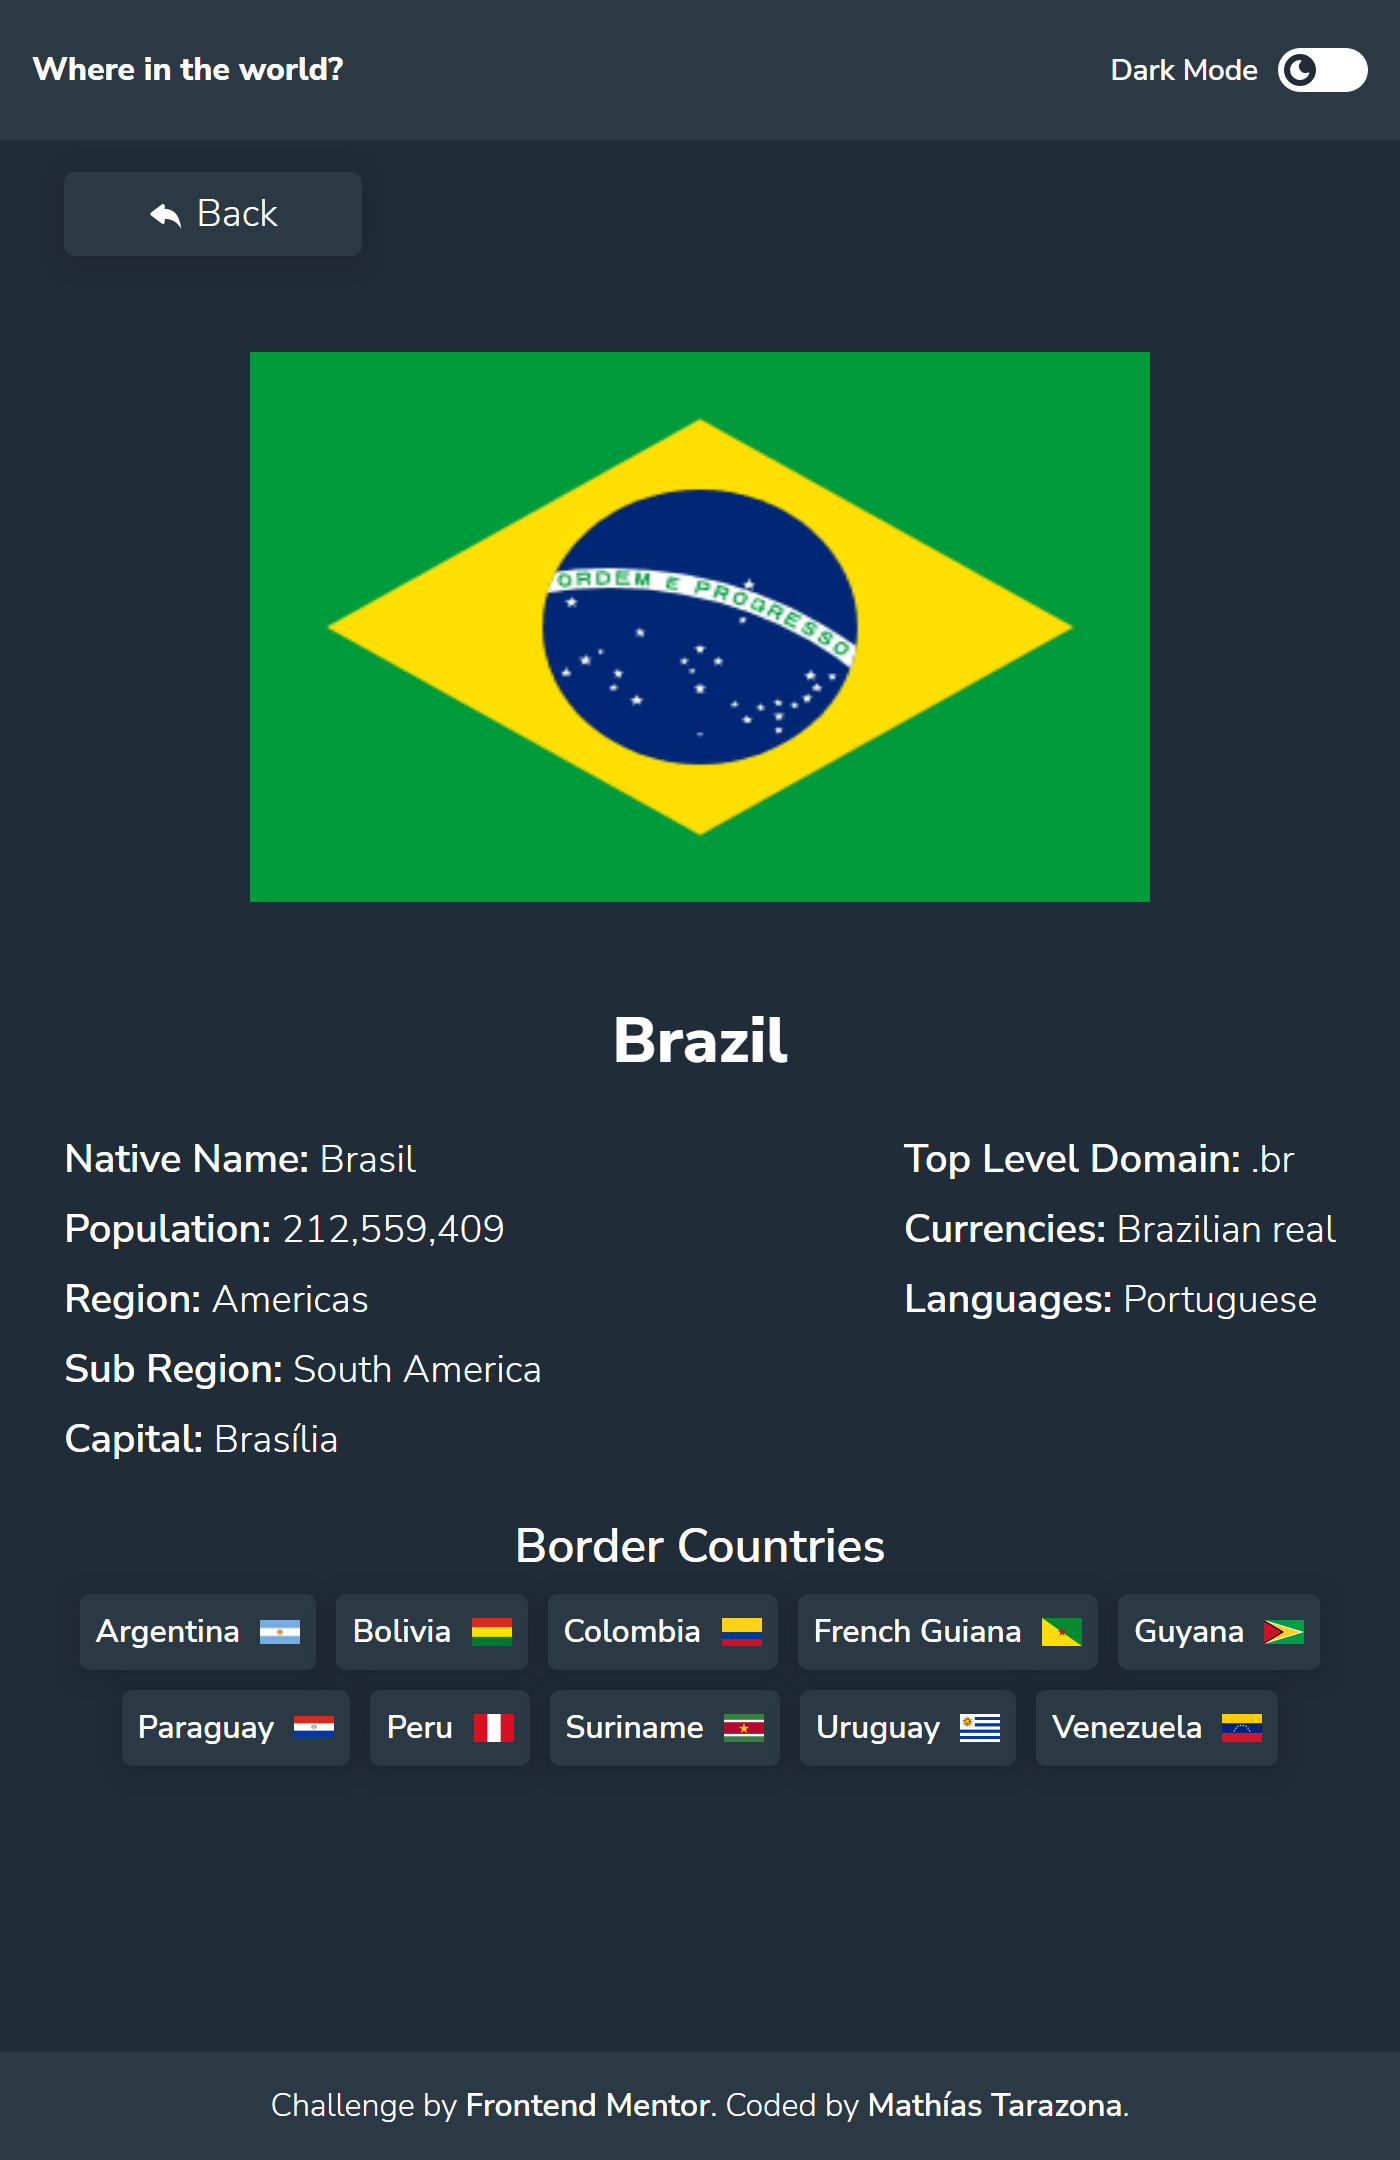 Where in the world?
Dark Mode
Back
ORDEM E PROGRESSO
Brazil
Native Name: Brasil
Population: 212,559,409
Region: Americas
Sub Region: South America
Capital: Brasília
Top Level Domain: .br
Currencies: Brazilian real
Languages: Portuguese
Border Countries
Argentina
Bolivia
Colombia
French Guiana
Guyana
Paraguay
Peru
Suriname
Uruguay
Venezuela
Challenge by Frontend Mentor. Coded by Mathías Tarazona.